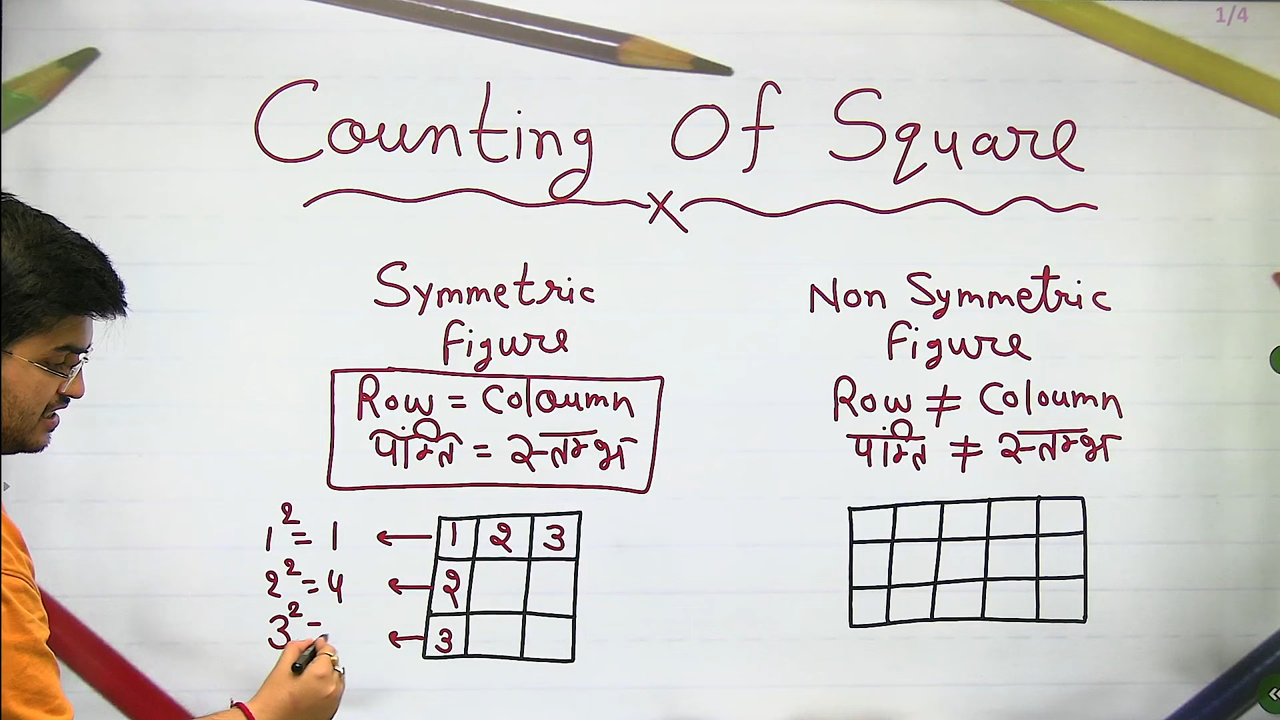 1/4
Counting Of Square
x
Symmetric
figure
Row = Coloumn
पंक्ति = स्तम्भ
1² = 1 ← 1 2 3
2² = 4 ← 2
3² = ← 3
Non Symmetric
figure
Row ≠ Coloumn
पंक्ति ≠ स्तम्भ